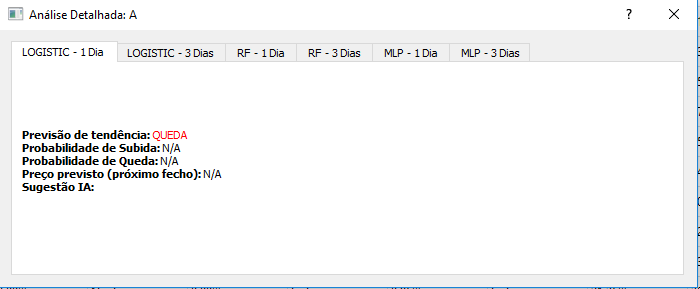 Análise Detalhada: A
? ×
LOGISTIC - 1 Dia LOGISTIC - 3 Dias RF - 1 Dia RF - 3 Dias MLP - 1 Dia MLP - 3 Dias
Previsão de tendência: QUEDA
Probabilidade de Subida: N/A
Probabilidade de Queda: N/A
Preço previsto (próximo fecho): N/A
Sugestão IA: